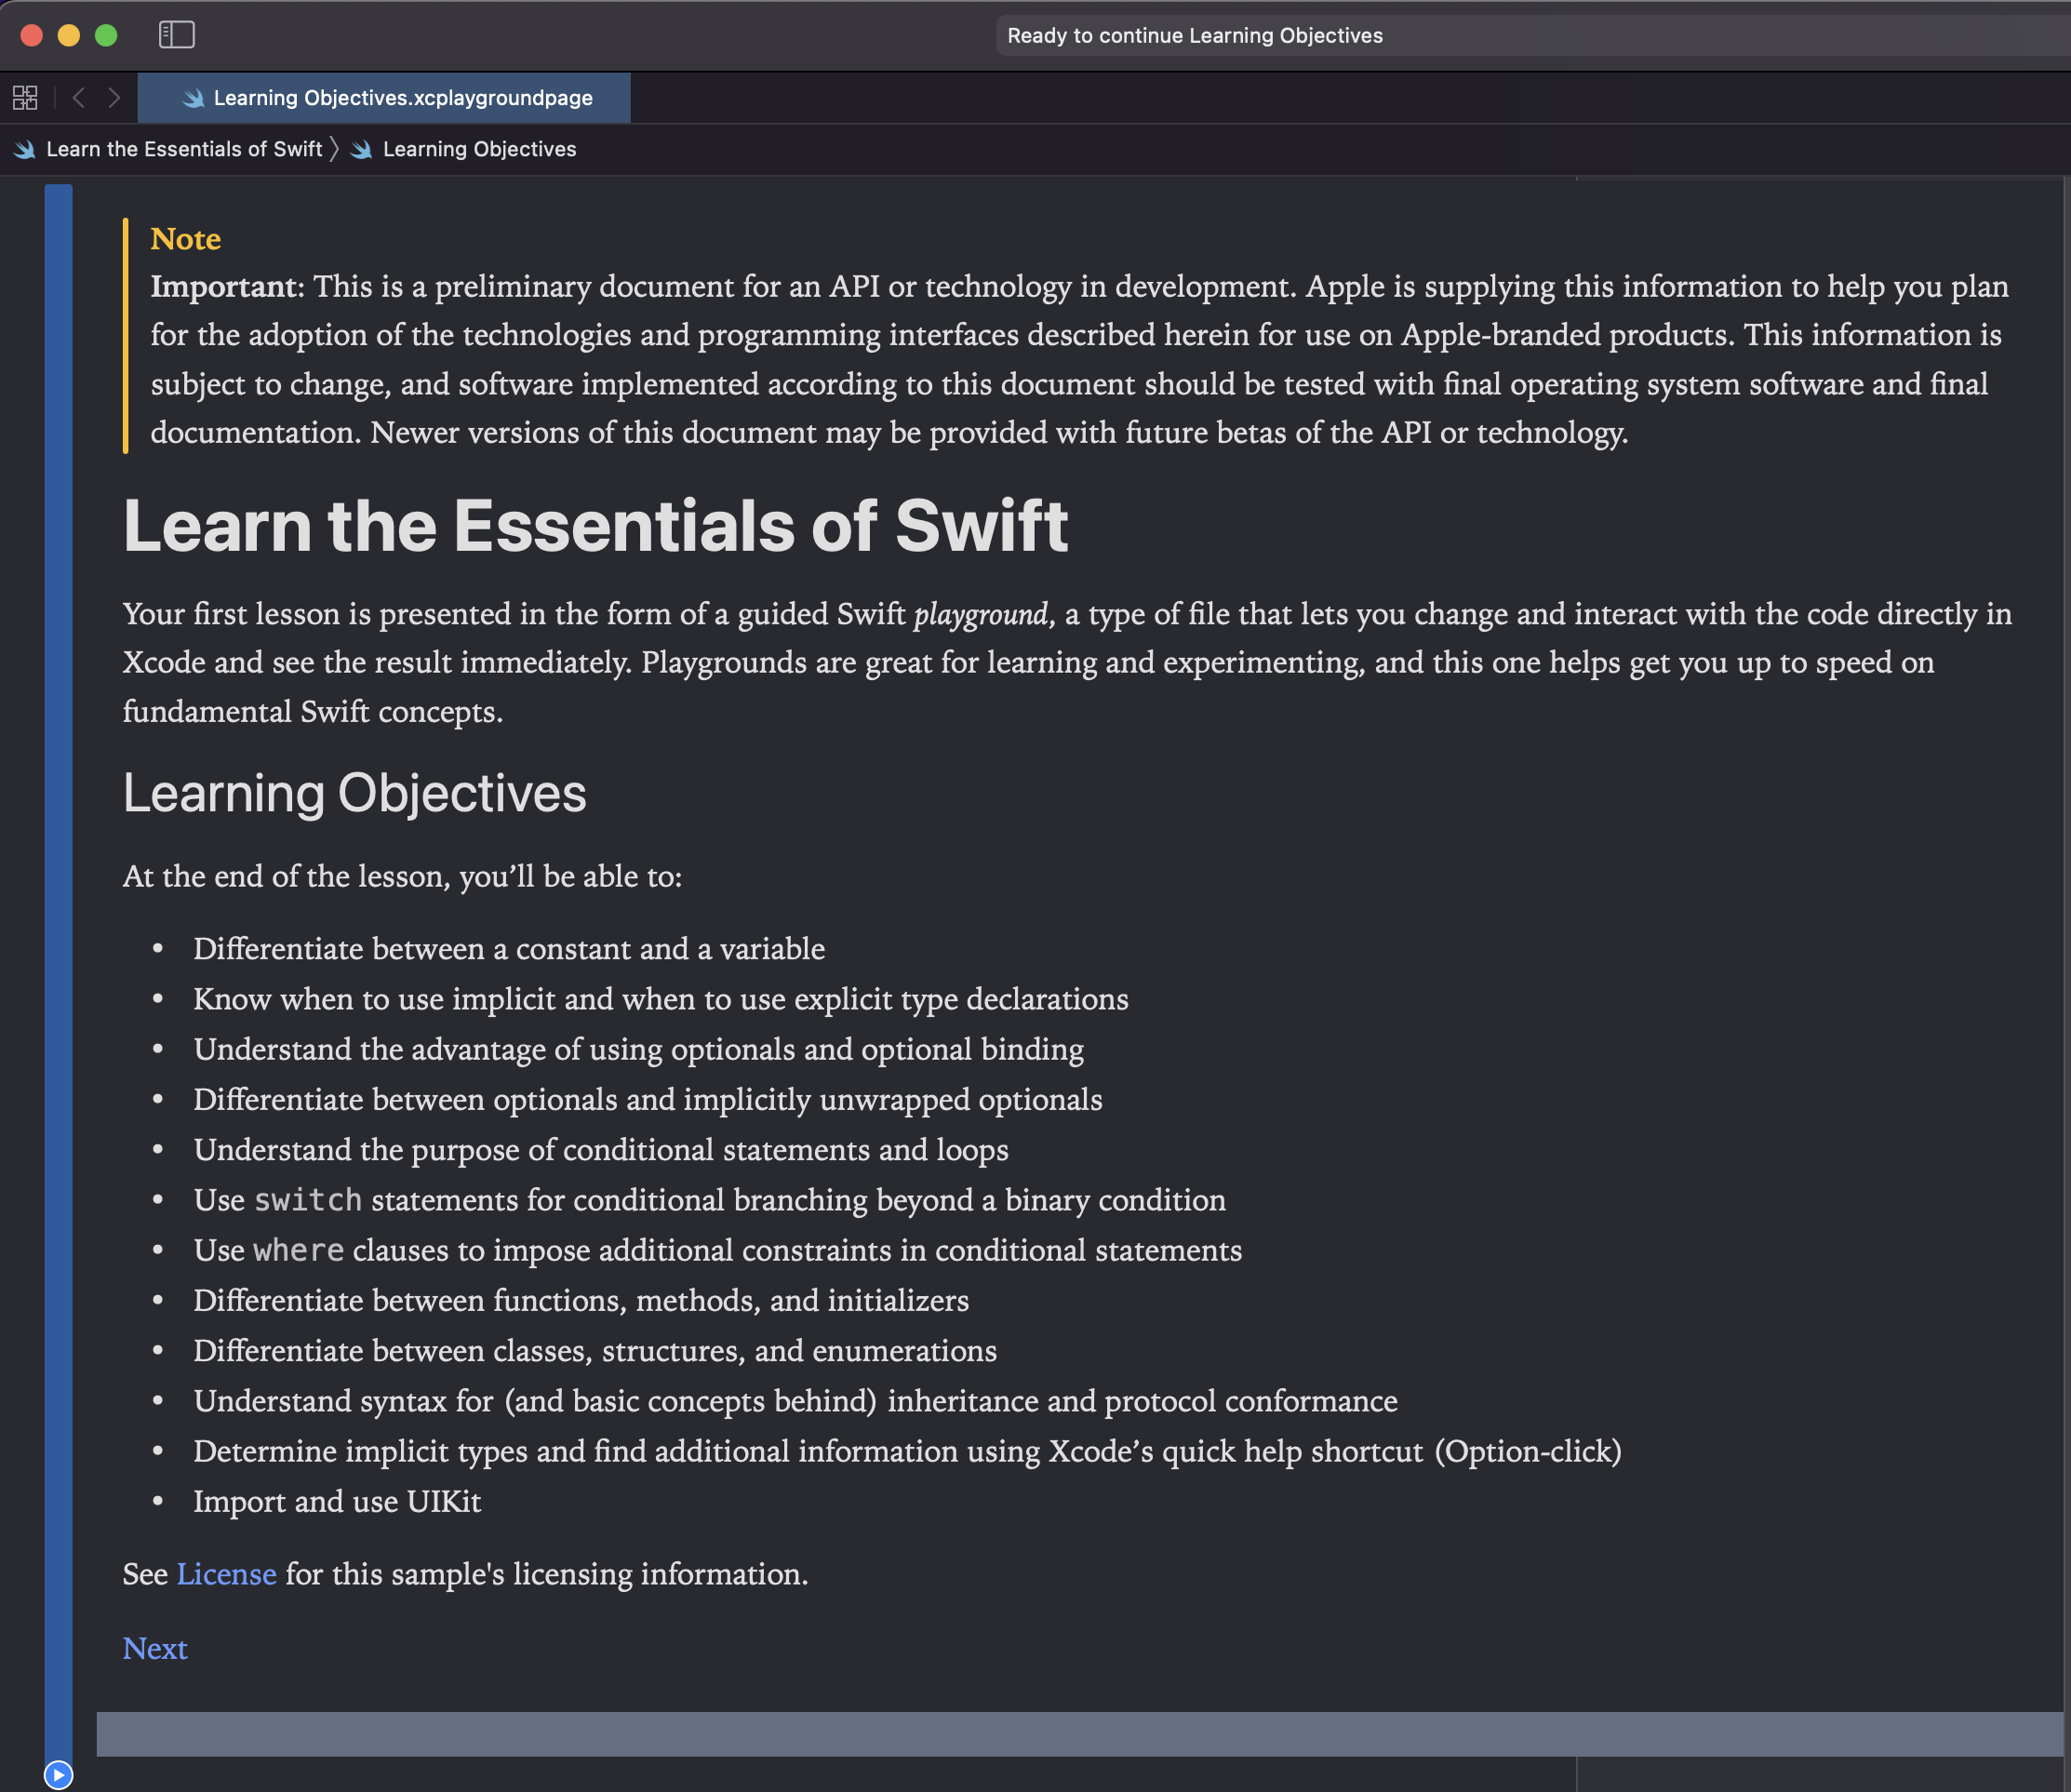 Ready to continue Learning Objectives
Learning Objectives.xcplaygroundpage
Learn the Essentials of Swift 〉 Learning Objectives
Note
Important: This is a preliminary document for an API or technology in development. Apple is supplying this information to help you plan
for the adoption of the technologies and programming interfaces described herein for use on Apple-branded products. This information is
subject to change, and software implemented according to this document should be tested with final operating system software and final
documentation. Newer versions of this document may be provided with future betas of the API or technology.
Learn the Essentials of Swift
Your first lesson is presented in the form of a guided Swift playground, a type of file that lets you change and interact with the code directly in
Xcode and see the result immediately. Playgrounds are great for learning and experimenting, and this one helps get you up to speed on
fundamental Swift concepts.
Learning Objectives
At the end of the lesson, you’ll be able to:
• Differentiate between a constant and a variable
• Know when to use implicit and when to use explicit type declarations
• Understand the advantage of using optionals and optional binding
• Differentiate between optionals and implicitly unwrapped optionals
• Understand the purpose of conditional statements and loops
• Use switch statements for conditional branching beyond a binary condition
• Use where clauses to impose additional constraints in conditional statements
• Differentiate between functions, methods, and initializers
• Differentiate between classes, structures, and enumerations
• Understand syntax for (and basic concepts behind) inheritance and protocol conformance
• Determine implicit types and find additional information using Xcode’s quick help shortcut (Option-click)
• Import and use UIKit
See License for this sample's licensing information.
Next